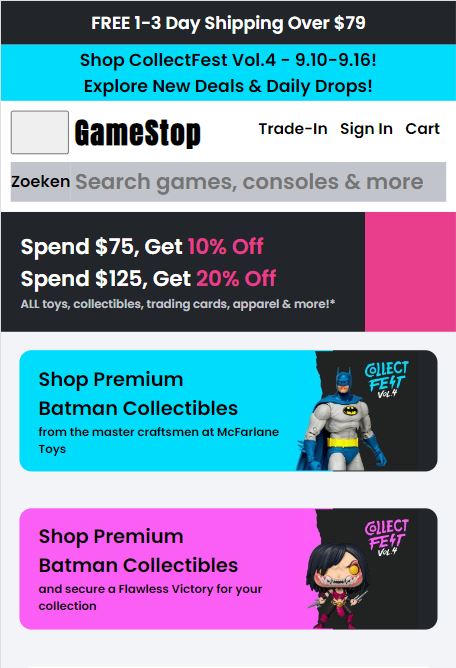 FREE 1-3 Day Shipping Over $79
Shop CollectFest Vol.4 - 9.10-9.16!
Explore New Deals & Daily Drops!
GameStop
Trade-In Sign In Cart
Zoeken Search games, consoles & more
Spend $75, Get 10% Off
Spend $125, Get 20% Off
ALL toys, collectibles, trading cards, apparel & more!*
Shop Premium
Batman Collectibles
from the master craftsmen at McFarlane
Toys
COLLECT
FEST
VOL.4
Shop Premium
Batman Collectibles
and secure a Flawless Victory for your
collection
COLLECT
FEST
VOL.4